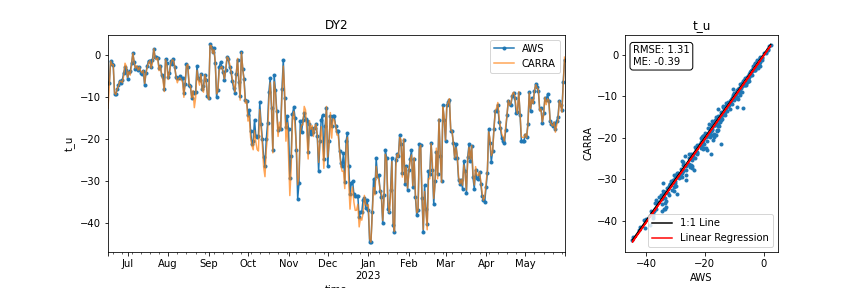 DY2
t_u
0
−10
−20
−30
−40
AWS
CARRA
Jul
Aug
Sep
Oct
Nov
Dec
Jan
2023
Feb
Mar
Apr
May
time
t_u
RMSE: 1.31
ME: -0.39
CARRA
0
−10
−20
−30
−40
1:1 Line
Linear Regression
−40
−20
0
AWS